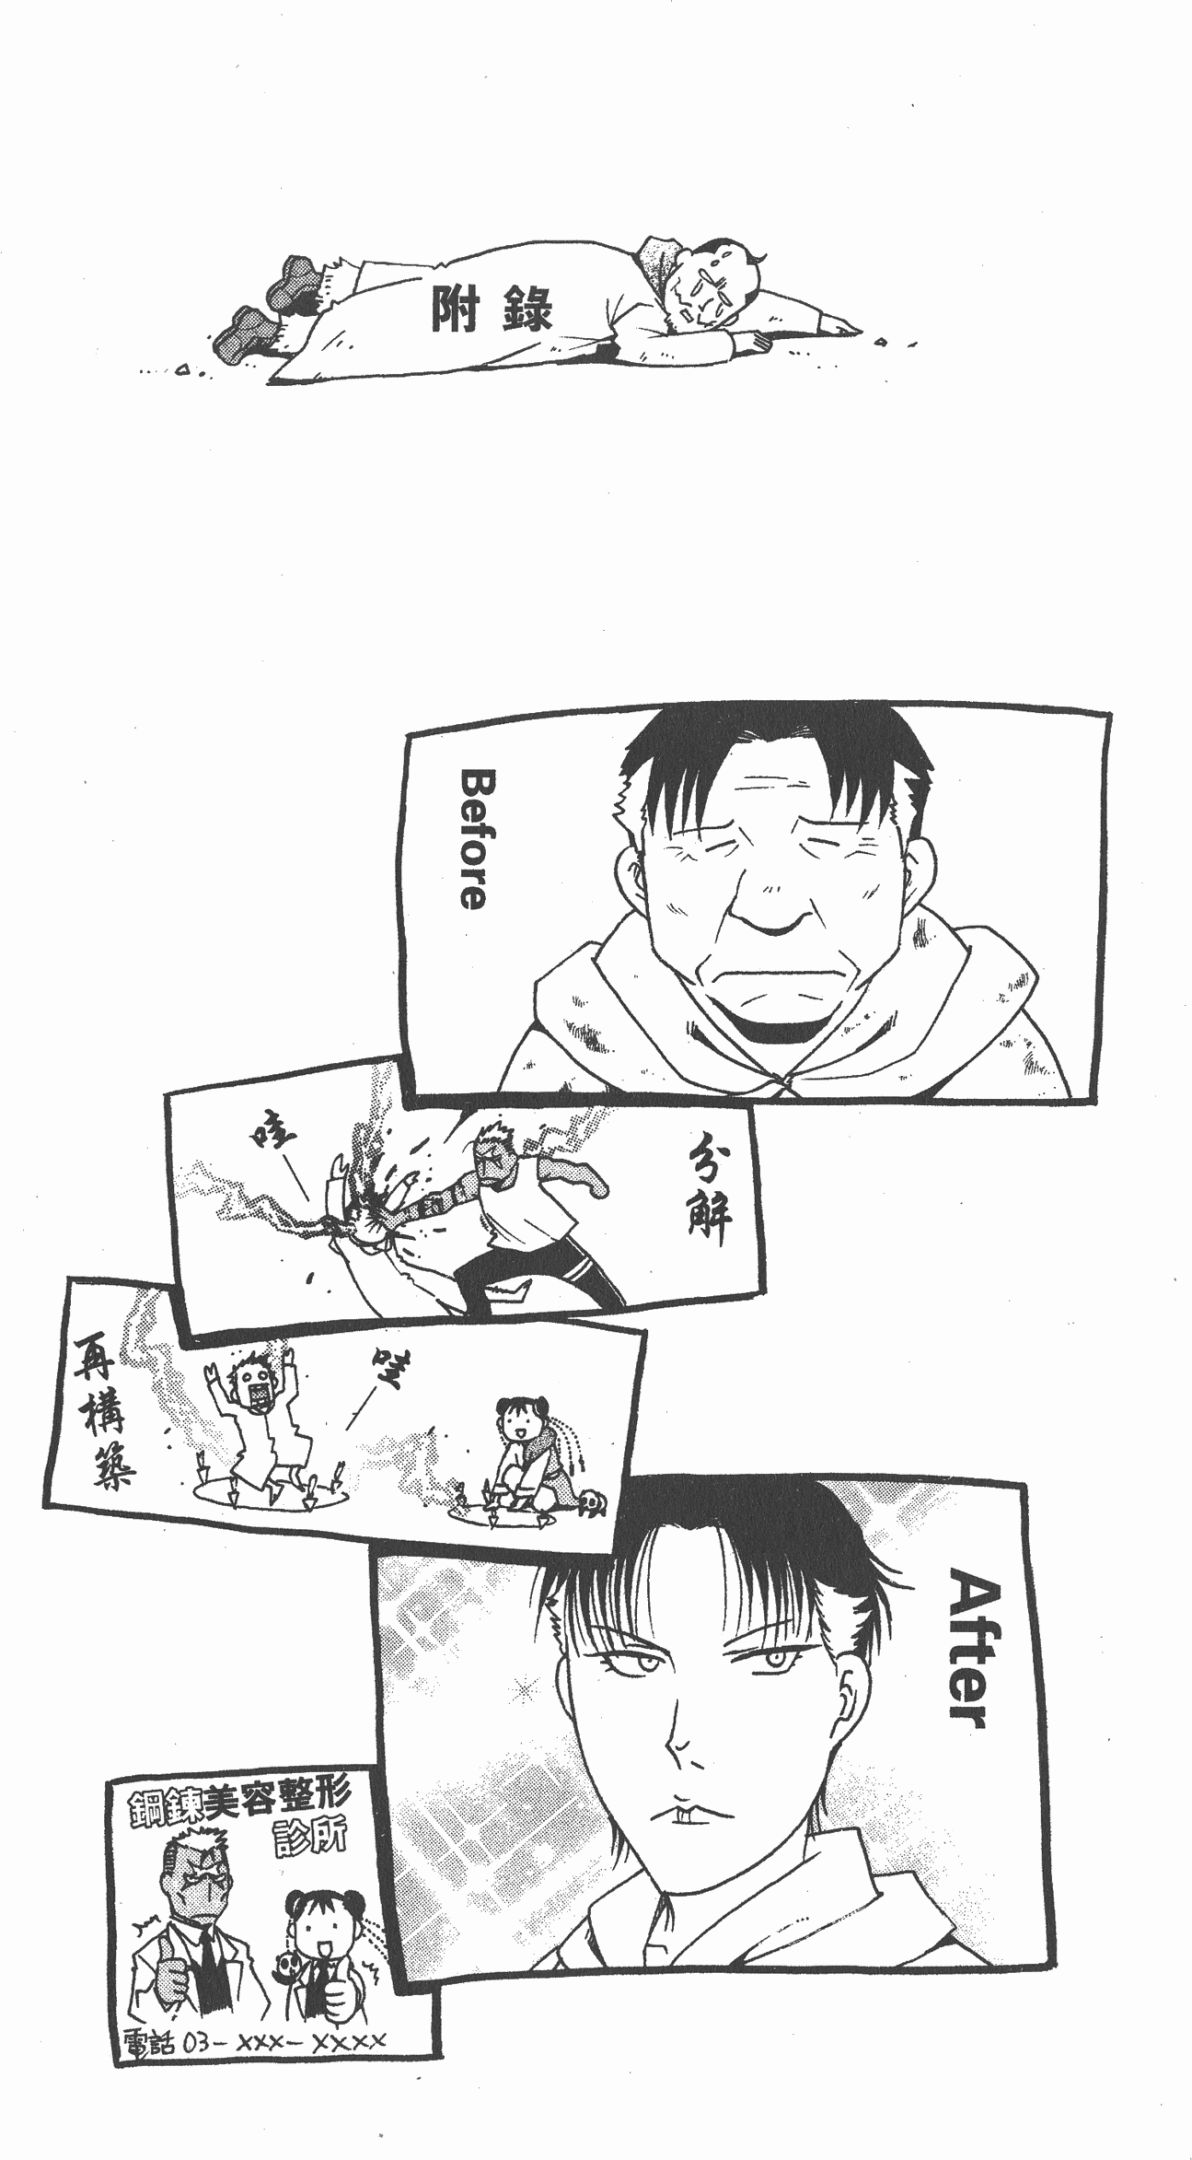 附錄
Before
分解
哇
哇
再構築
After
鋼鍊美容整形
診所
電話 03-xxx-xxxx